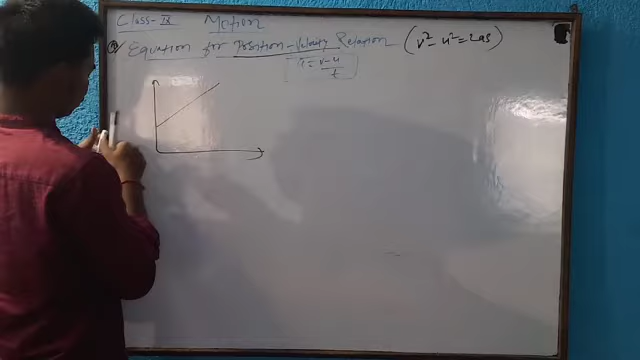 Class-IX Motion
Equation for Position-Velocity Relation (v²-u²=2as)
a = v-u/t